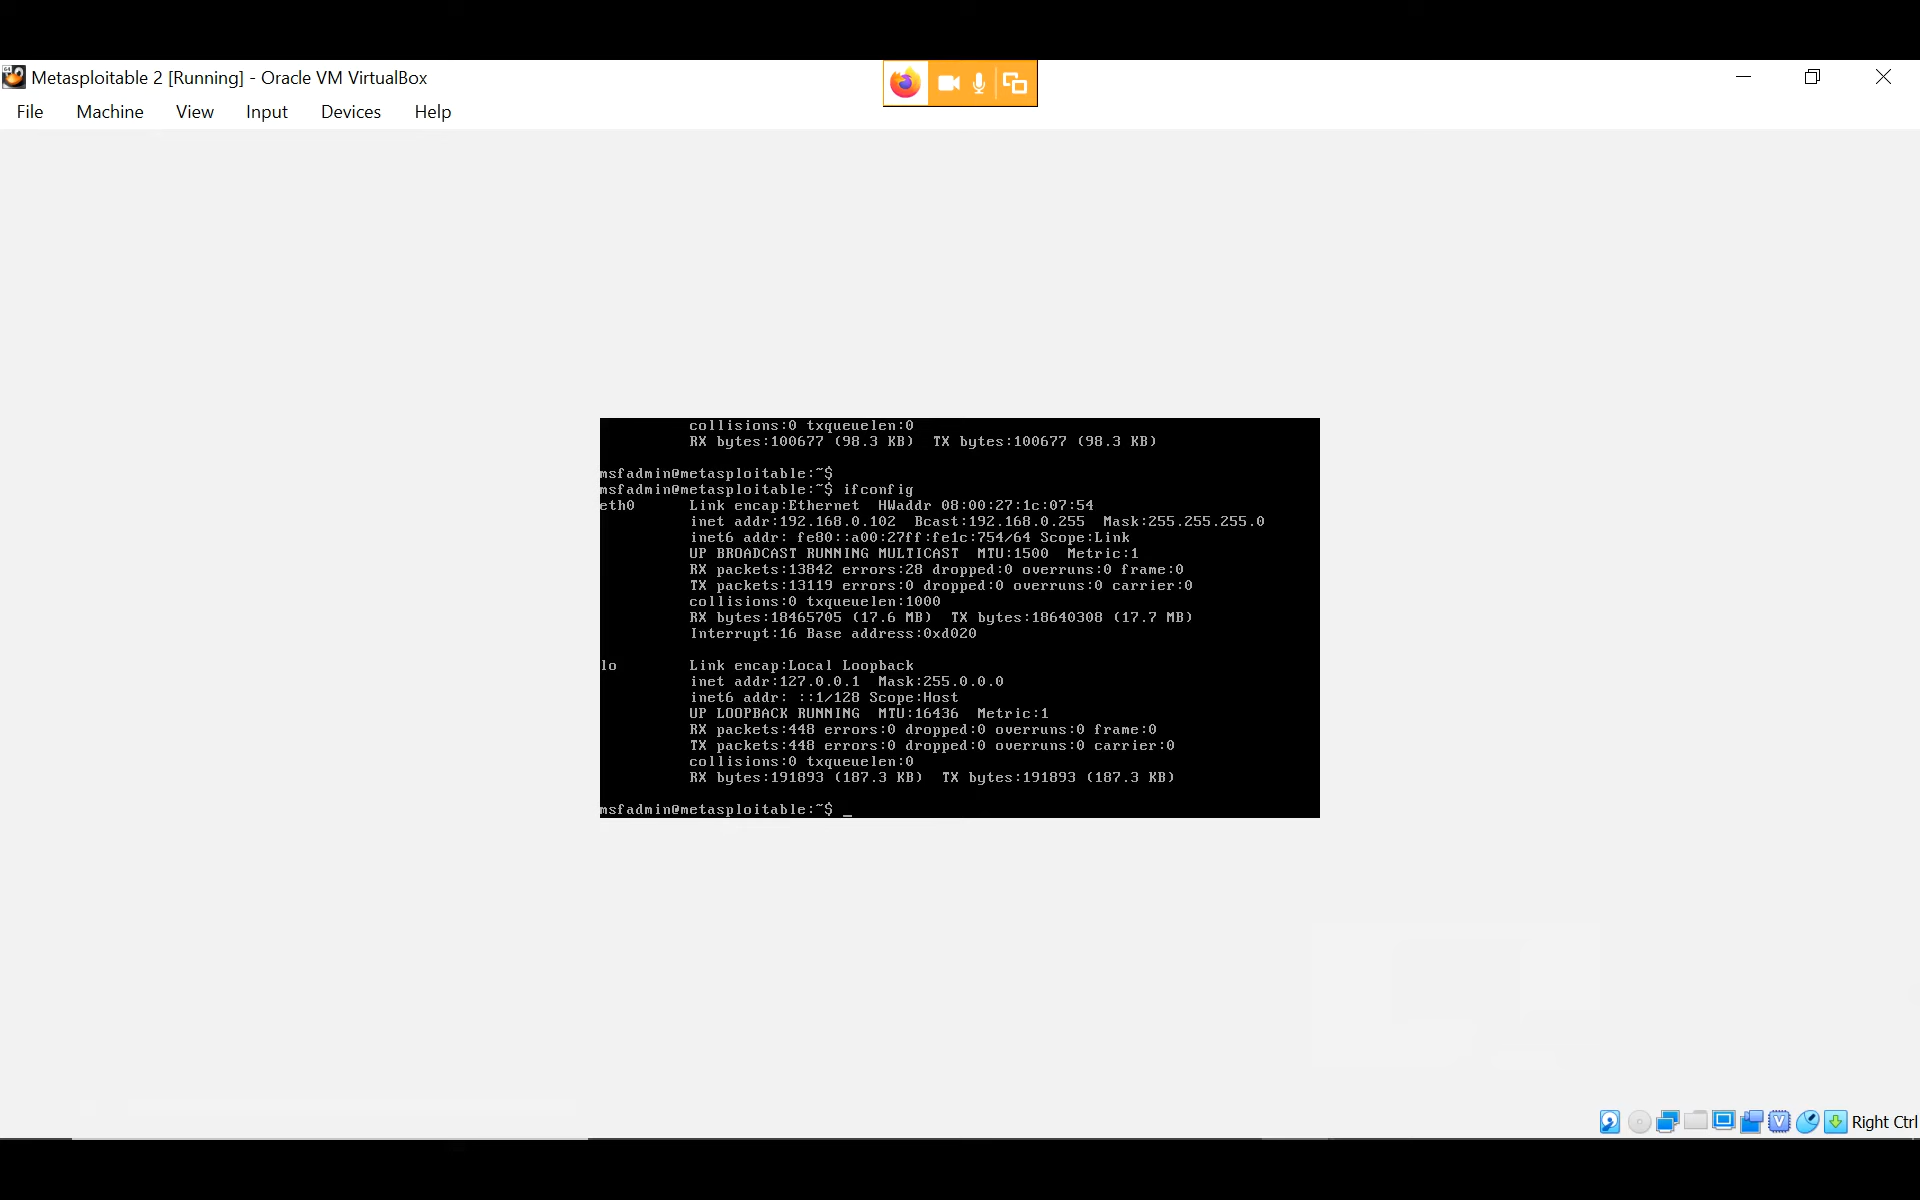 Metasploitable 2 [Running] - Oracle VM VirtualBox
File Machine View Input Devices Help
collisions:0 txqueuelen:0
RX bytes:100677 (98.3 KB)  TX bytes:100677 (98.3 KB)
msfadmin@metasploitable:~$
msfadmin@metasploitable:~$ ifconfig
eth0 Link encap:Ethernet  HWaddr 08:00:27:1c:07:54
inet addr:192.168.0.102  Bcast:192.168.0.255  Mask:255.255.255.0
inet6 addr: fe80::a00:27ff:fe1c:754/64 Scope:Link
UP BROADCAST RUNNING MULTICAST  MTU:1500  Metric:1
RX packets:13842 errors:28 dropped:0 overruns:0 frame:0
TX packets:13119 errors:0 dropped:0 overruns:0 carrier:0
collisions:0 txqueuelen:1000
RX bytes:18465705 (17.6 MB)  TX bytes:18640308 (17.7 MB)
Interrupt:16 Base address:0xd020
lo Link encap:Local Loopback
inet addr:127.0.0.1  Mask:255.0.0.0
inet6 addr: ::1/128 Scope:Host
UP LOOPBACK RUNNING  MTU:16436  Metric:1
RX packets:448 errors:0 dropped:0 overruns:0 frame:0
TX packets:448 errors:0 dropped:0 overruns:0 carrier:0
collisions:0 txqueuelen:0
RX bytes:191893 (187.3 KB)  TX bytes:191893 (187.3 KB)
msfadmin@metasploitable:~$ _
Right Ctrl